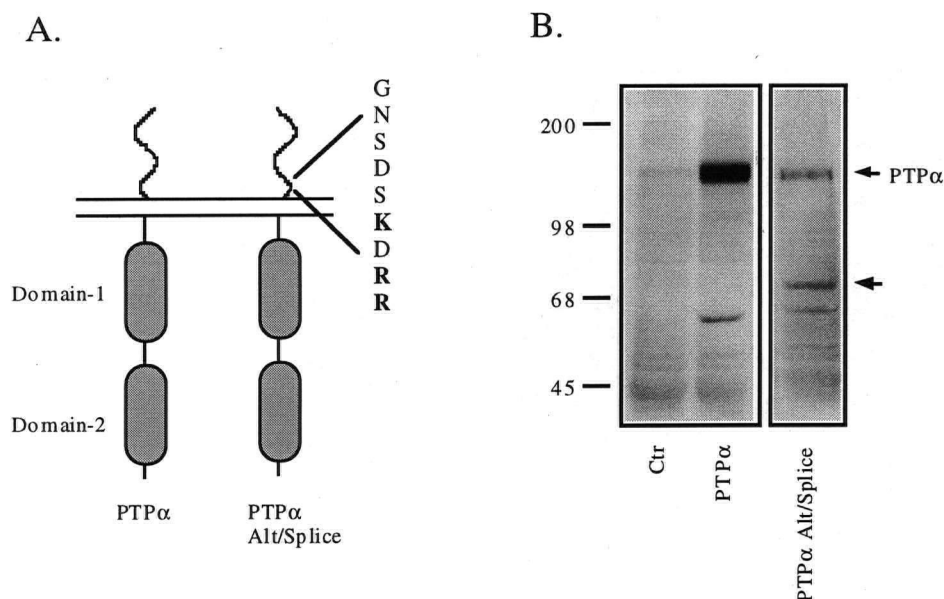 A.
G
N
S
D
S
K
D
R
R
Domain-1
Domain-2
PTPα
PTPα
Alt/Splice
B.
200
98
68
45
PTPα
Ctr
PTPα
PTPα Alt/Splice